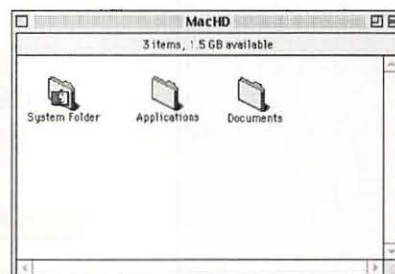 MacHD
3 items, 1.5 GB available
System Folder
Applications
Documents